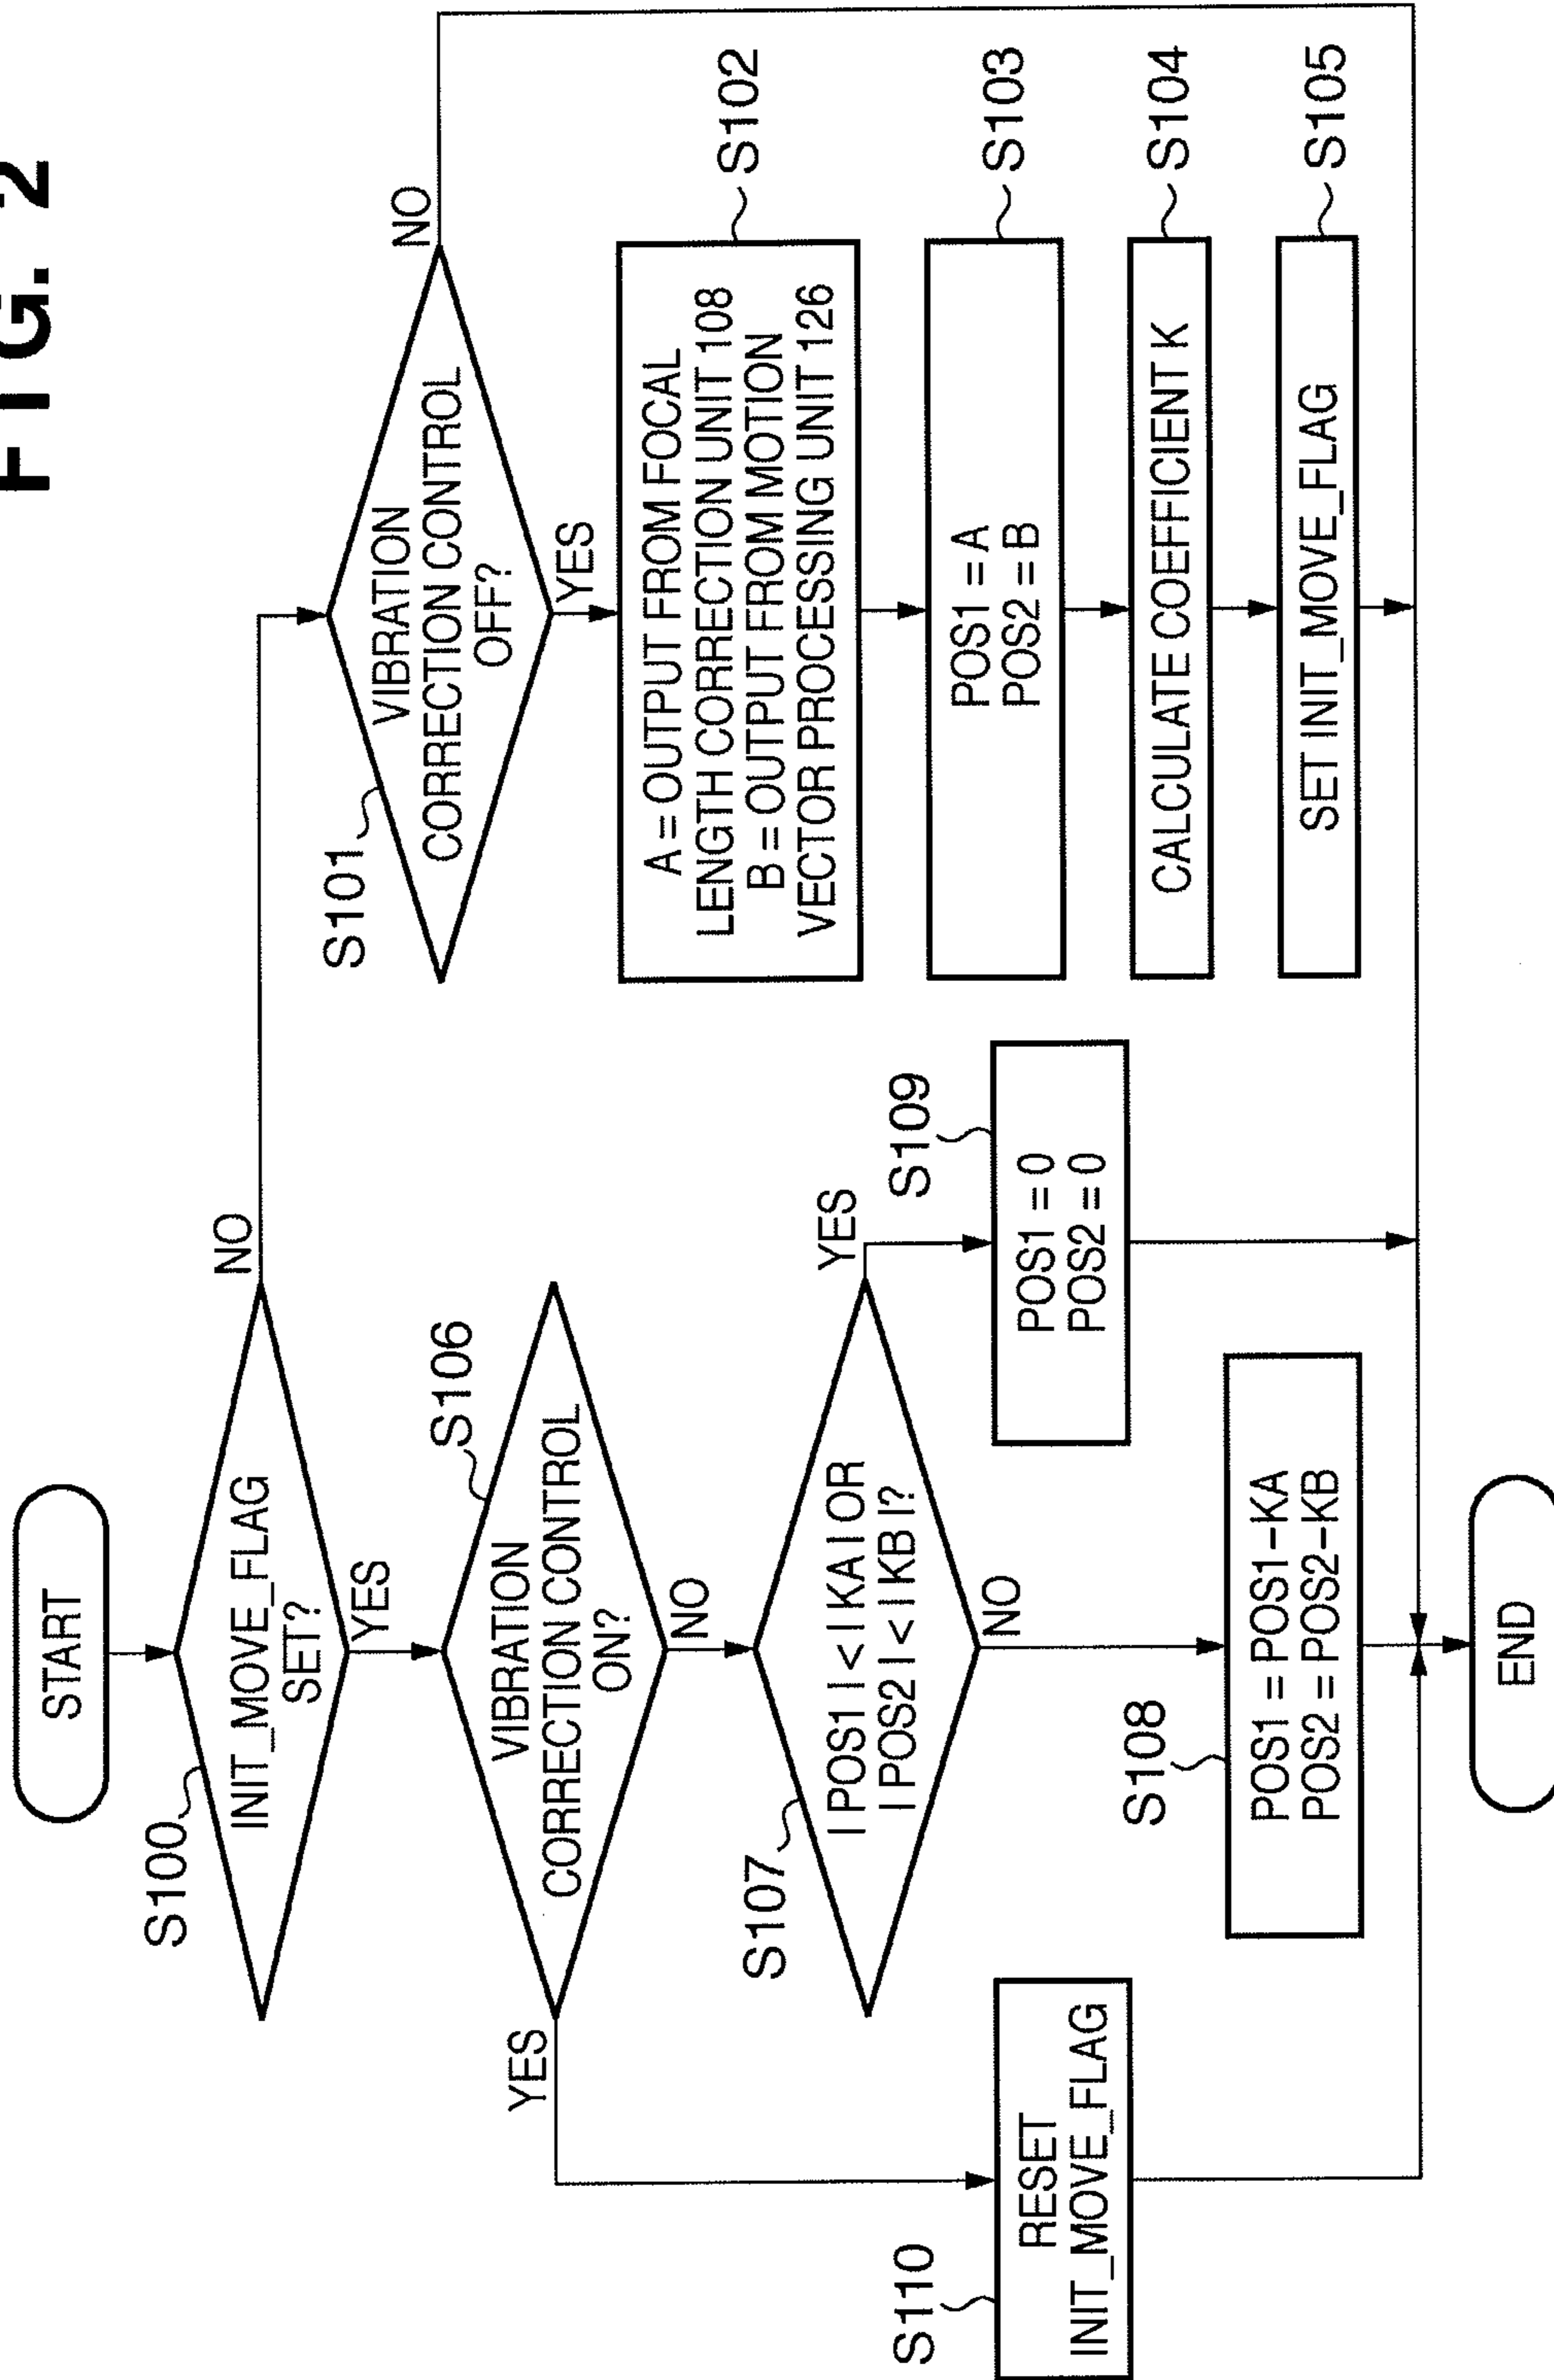 FIG. 2
START
S100
INIT_MOVE_FLAG
SET?
NO
YES
S106
VIBRATION
CORRECTION CONTROL
ON?
YES
NO
S107
|POS1|<|KA|OR
|POS2|<|KB|?
YES
NO
S109
POS1 = 0
POS2 = 0
S108
POS1 = POS1-KA
POS2 = POS2-KB
S110
RESET
INIT_MOVE_FLAG
S101
VIBRATION
CORRECTION CONTROL
OFF?
NO
YES
A = OUTPUT FROM FOCAL
LENGTH CORRECTION UNIT 108
B = OUTPUT FROM MOTION
VECTOR PROCESSING UNIT 126
S102
POS1 = A
POS2 = B
S103
CALCULATE COEFFICIENT K
S104
SET INIT_MOVE_FLAG
S105
END